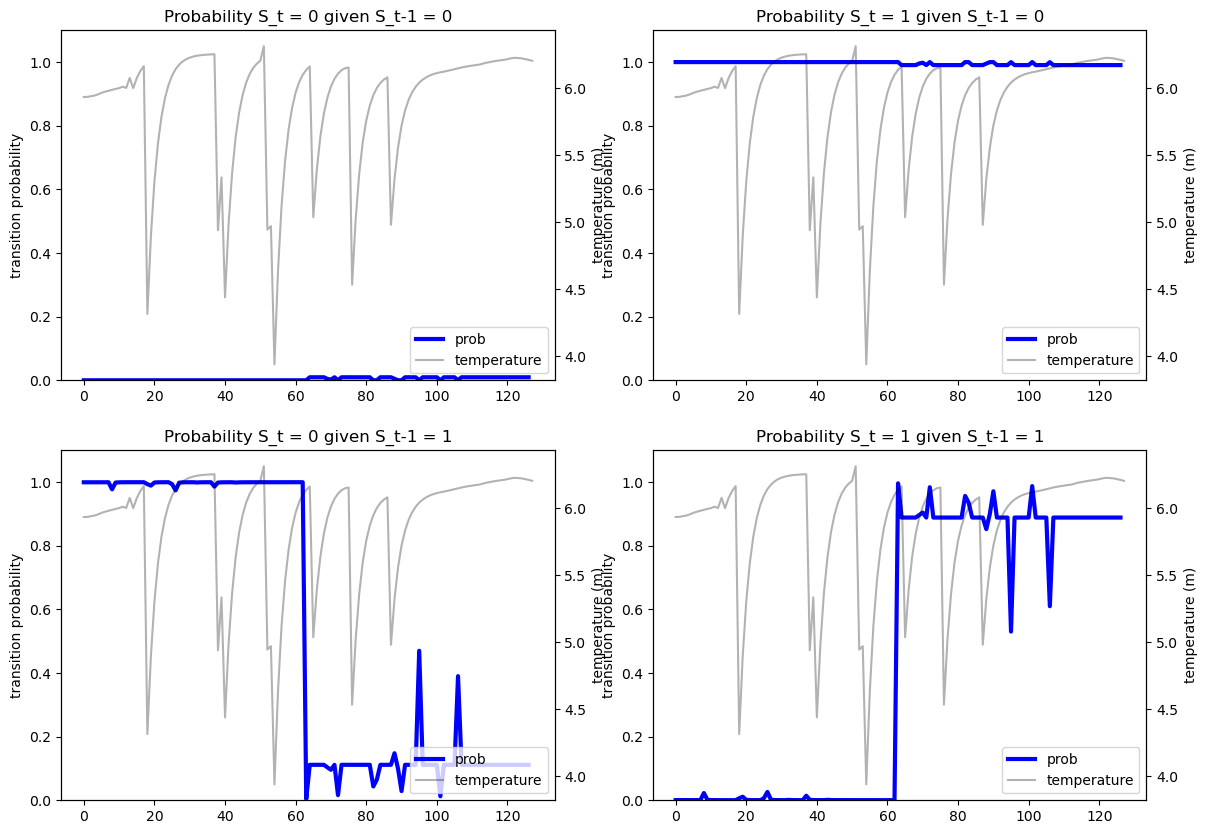 Probability S_t = 0 given S_t-1 = 0
1.0
0.8
0.6
0.4
0.2
0.0
transition probability
6.0
5.5
5.0
4.5
4.0
temperature (m)
prob
temperature
0 20 40 60 80 100 120
Probability S_t = 1 given S_t-1 = 0
1.0
0.8
0.6
0.4
0.2
0.0
transition probability
6.0
5.5
5.0
4.5
4.0
temperature (m)
prob
temperature
0 20 40 60 80 100 120
Probability S_t = 0 given S_t-1 = 1
1.0
0.8
0.6
0.4
0.2
0.0
transition probability
6.0
5.5
5.0
4.5
4.0
temperature (m)
prob
temperature
0 20 40 60 80 100 120
Probability S_t = 1 given S_t-1 = 1
1.0
0.8
0.6
0.4
0.2
0.0
transition probability
6.0
5.5
5.0
4.5
4.0
temperature (m)
prob
temperature
0 20 40 60 80 100 120